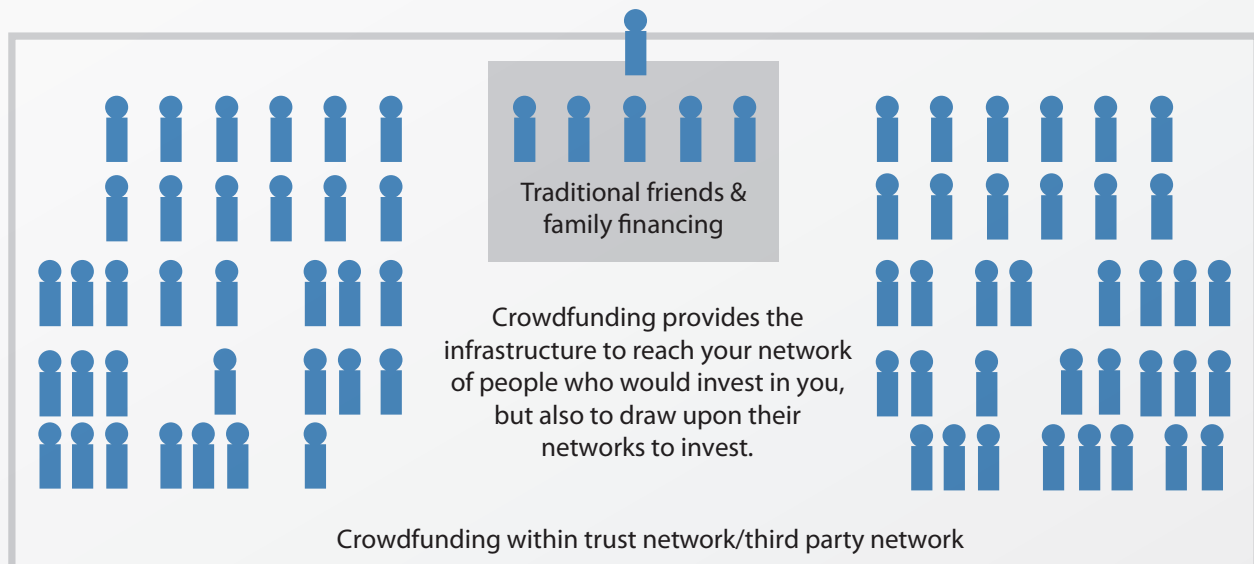 Traditional friends &
family financing
Crowdfunding provides the
infrastructure to reach your network
of people who would invest in you,
but also to draw upon their
networks to invest.
Crowdfunding within trust network/third party network